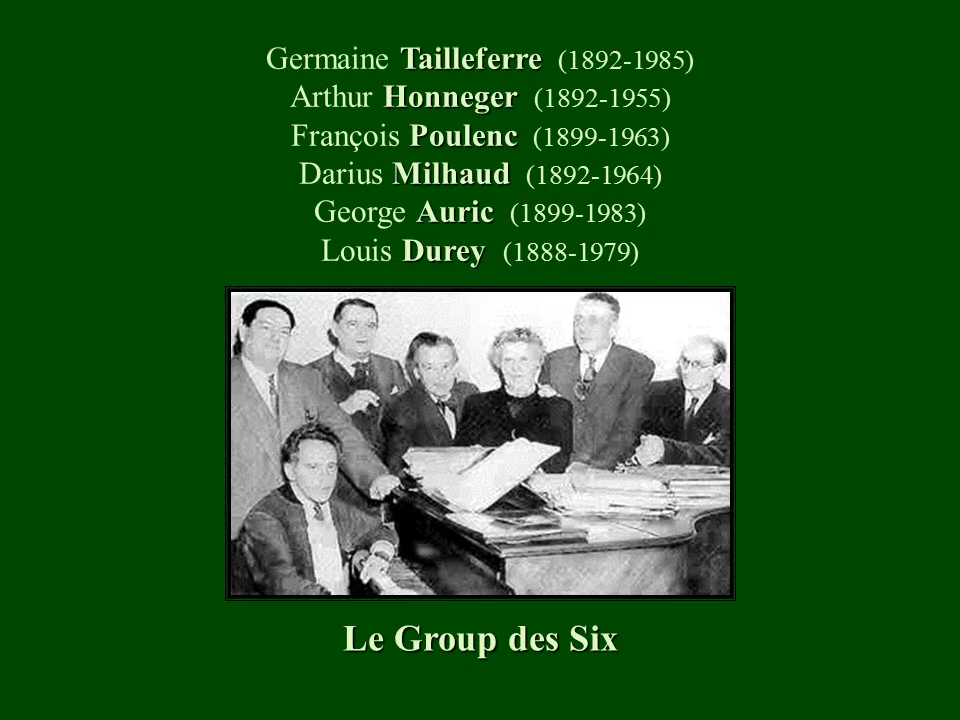 Germaine Tailleferre (1892-1985)
Arthur Honneger (1892-1955)
François Poulenc (1899-1963)
Darius Milhaud (1892-1964)
George Auric (1899-1983)
Louis Durey (1888-1979)
Le Group des Six